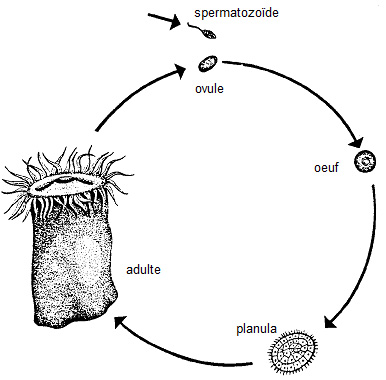 spermatozoïde
ovule
oeuf
adulte
planula